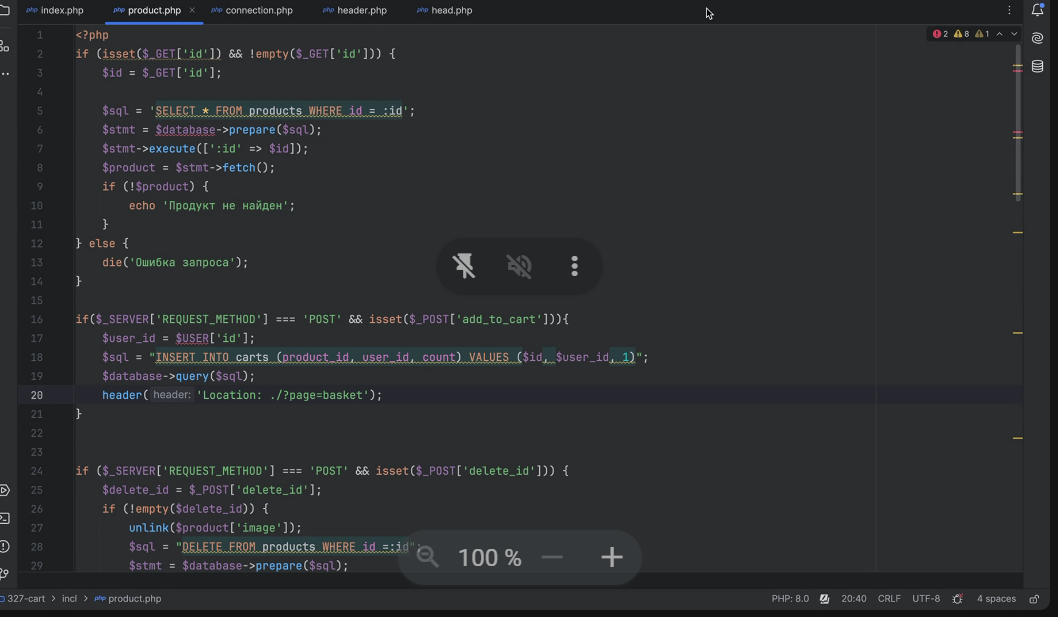 php index.php php product.php × php connection.php php header.php php head.php
2 8 1
1 <?php
2 if (isset($_GET['id']) && !empty($_GET['id'])) {
3 $id = $_GET['id'];
4
5 $sql = 'SELECT * FROM products WHERE id = :id';
6 $stmt = $database->prepare($sql);
7 $stmt->execute([':id' => $id]);
8 $product = $stmt->fetch();
9 if (!$product) {
10 echo 'Продукт не найден';
11 }
12 } else {
13 die('Ошибка запроса');
14 }
15
16 if($_SERVER['REQUEST_METHOD'] === 'POST' && isset($_POST['add_to_cart'])){
17 $user_id = $USER['id'];
18 $sql = "INSERT INTO carts (product_id, user_id, count) VALUES ($id, $user_id, 1)";
19 $database->query($sql);
20 header( header: 'Location: ./?page=basket');
21 }
22
23
24 if ($_SERVER['REQUEST_METHOD'] === 'POST' && isset($_POST['delete_id'])) {
25 $delete_id = $_POST['delete_id'];
26 if (!empty($delete_id)) {
27 unlink($product['image']);
28 $sql = "DELETE FROM products WHERE id =:id";
29 $stmt = $database->prepare($sql);
100 %
327-cart > incl > php product.php PHP: 8.0 20:40 CRLF UTF-8 4 spaces